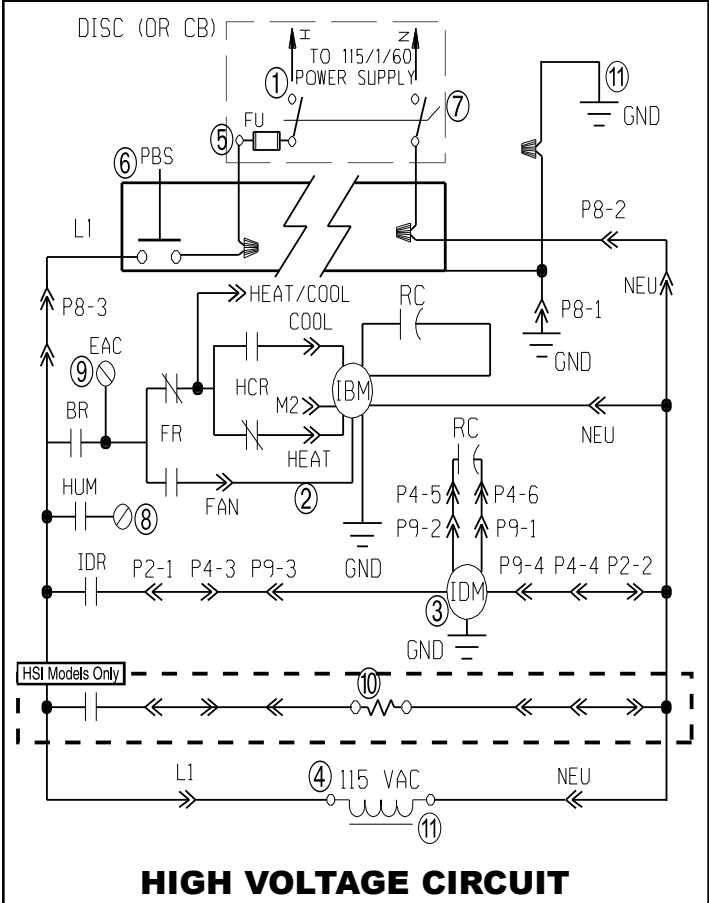 DISC (OR CB)
H
N
TO 115/1/60
POWER SUPPLY
1
11
GND
FU
7
5
6 PBS
L1
P8-2
HEAT/COOL
NEU
P8-3
COOL
RC
P8-1
EAC
GND
9
HCR
IBM
BR
M2
FR
NEU
HEAT
RC
HUM
FAN
2
P4-5
P4-6
8
P9-2
P9-1
IDR
P2-1
P4-3
P9-3
GND
P9-4
P4-4
P2-2
3
IDM
GND
HSI Models Only
10
L1
4
115 VAC
NEU
11
HIGH VOLTAGE CIRCUIT